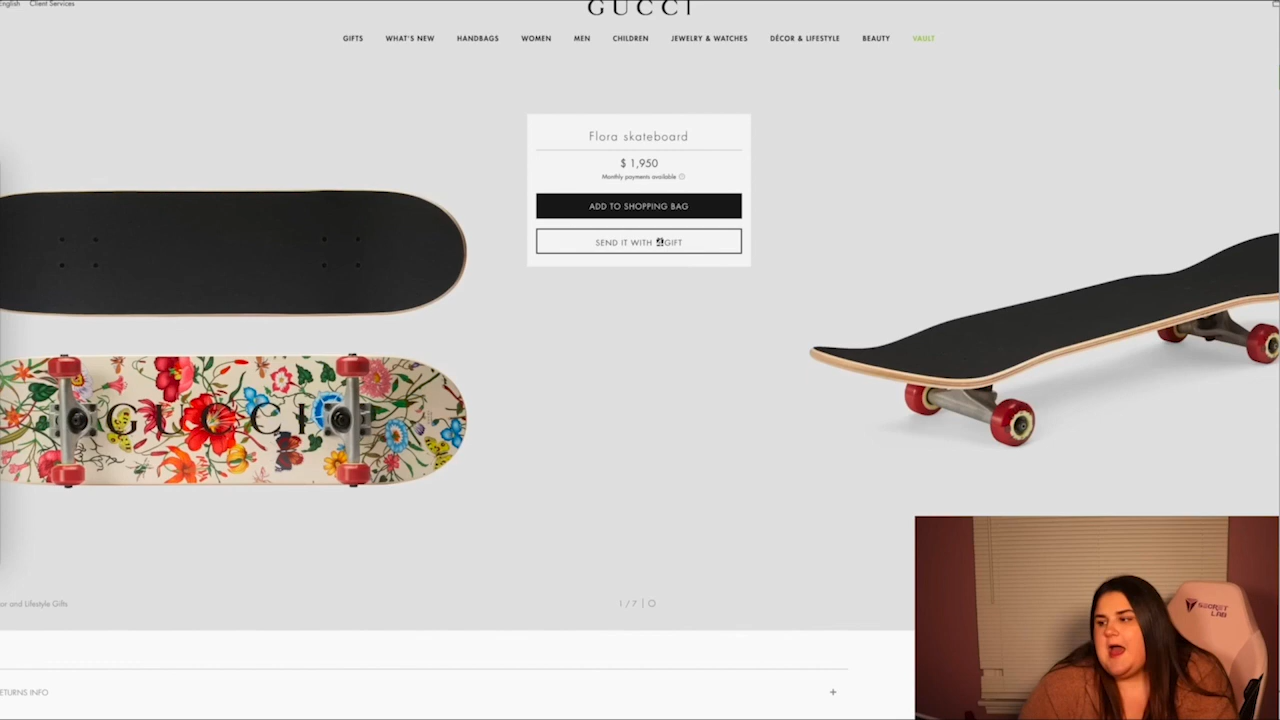 English Client Services
GUCCI
GIFTS WHAT'S NEW HANDBAGS WOMEN MEN CHILDREN JEWELRY & WATCHES DÉCOR & LIFESTYLE BEAUTY VAULT
Flora skateboard
$ 1,950
Monthly payments available
ADD TO SHOPPING BAG
SEND IT WITH GIFT
GUCCI
1 / 7
or and Lifestyle Gifts
SECRET
LAB
ETURNS INFO +